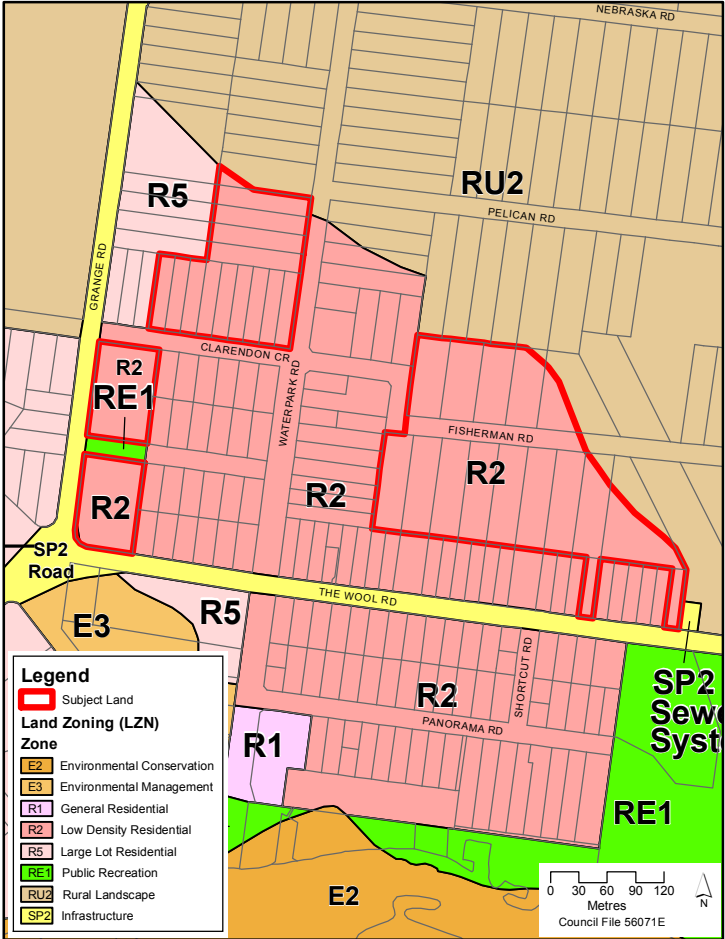 NEBRASKA RD
RU2
R5
PELICAN RD
GRANGE RD
CLARENDON CR
R2
RE1
WATERPARK RD
FISHERMAN RD
R2
R2
R2
SP2
Road
THE WOOL RD
R5
E3
SHORTCUT RD
SP2
Sewe
Syst
R2
PANORAMA RD
R1
RE1
E2
Legend
Subject Land
Land Zoning (LZN)
Zone
E2 Environmental Conservation
E3 Environmental Management
R1 General Residential
R2 Low Density Residential
R5 Large Lot Residential
RE1 Public Recreation
RU2 Rural Landscape
SP2 Infrastructure
0 30 60 90 120
Metres
N
Council File 56071E